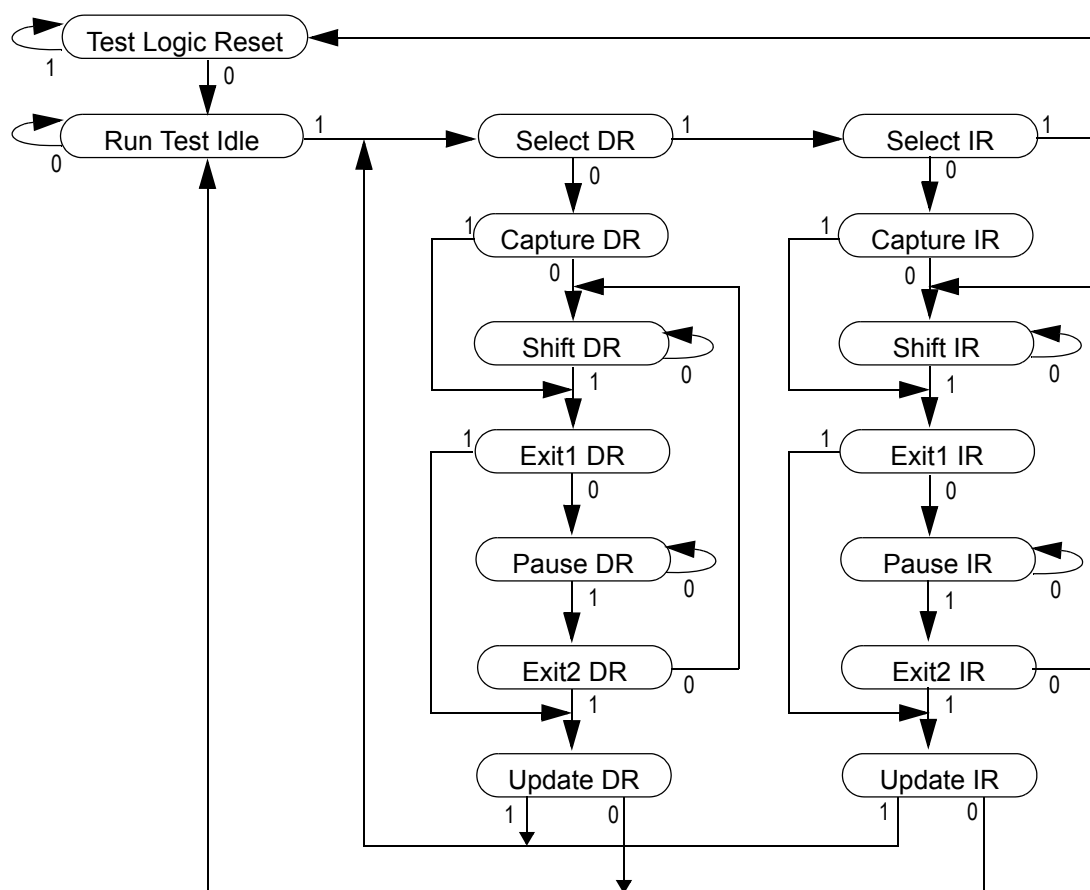 Test Logic Reset
1
0
Run Test Idle
0
1
Select DR
1
0
Select IR
1
0
1
Capture DR
0
1
Capture IR
0
Shift DR
0
1
Shift IR
0
1
1
Exit1 DR
0
1
Exit1 IR
0
Pause DR
0
1
Pause IR
0
1
Exit2 DR
0
1
Exit2 IR
0
1
Update DR
1
0
Update IR
1
0